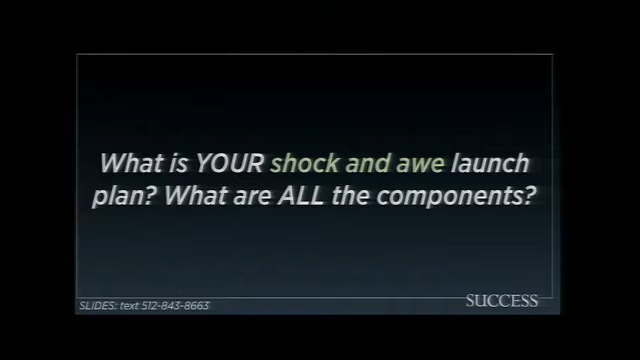 What is YOUR shock and awe launch
plan? What are ALL the components?
SLIDES: text 512-843-8663
SUCCESS